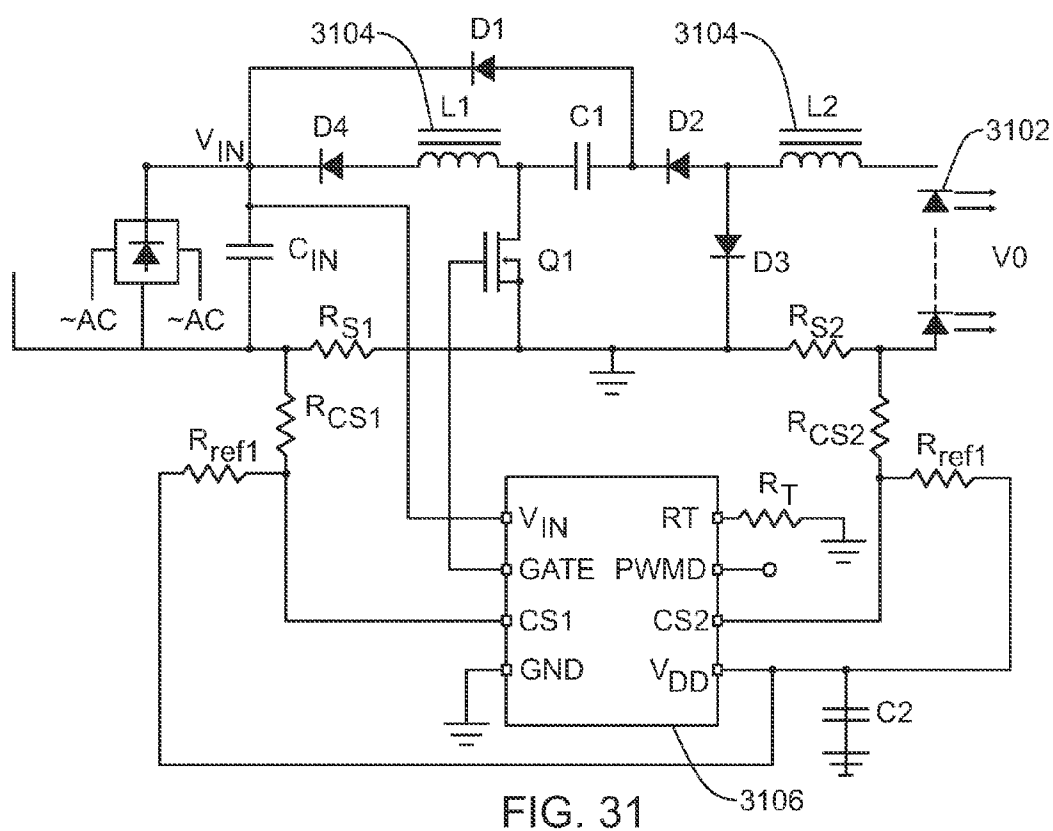 3104
D1
3104
L1
L2
C1
D2
3102
D4
V_IN
C_IN
Q1
D3
V0
~AC
~AC
R_S1
R_S2
R_CS1
R_CS2
R_ref1
R_ref1
R_T
V_IN
RT
GATE
PWMD
CS1
CS2
GND
V_DD
C2
3106
FIG. 31